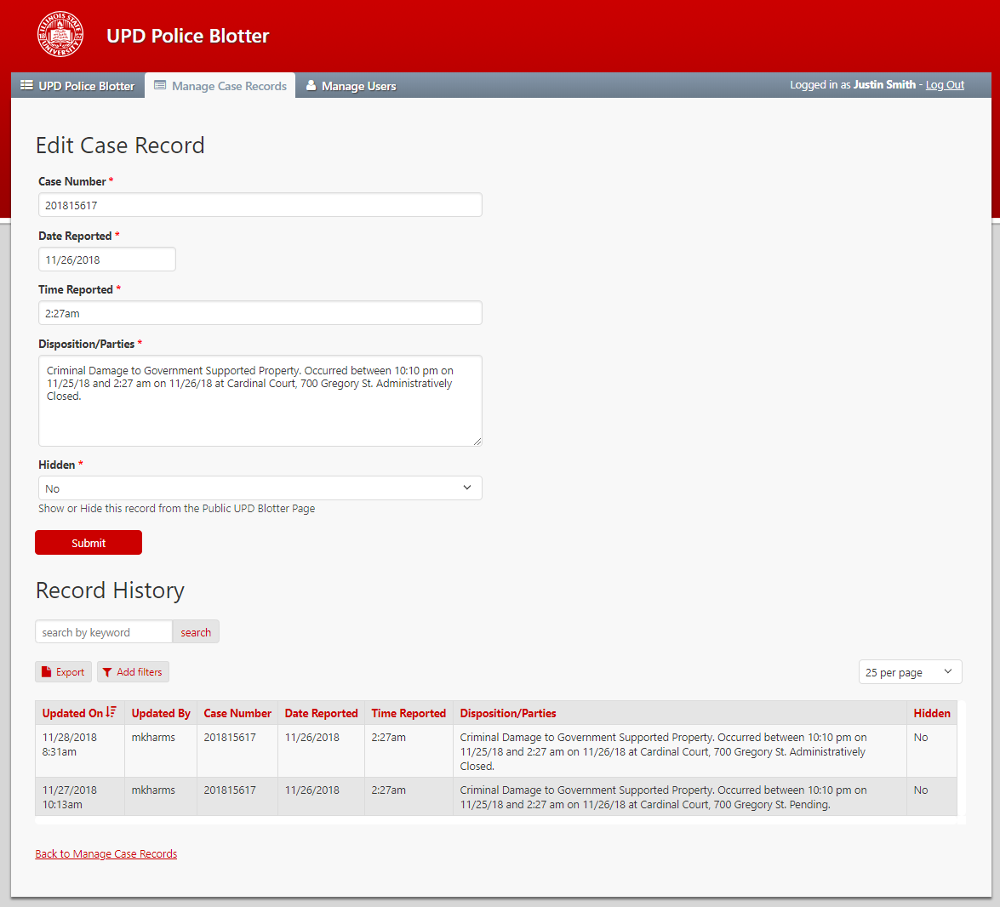 ILLINOIS STATE
18 57
UNIVERSITY
UPD Police Blotter
UPD Police Blotter
Manage Case Records
Manage Users
Logged in as Justin Smith - Log Out
Edit Case Record
Case Number *
201815617
Date Reported *
11/26/2018
Time Reported *
2:27am
Disposition/Parties *
Criminal Damage to Government Supported Property. Occurred between 10:10 pm on
11/25/18 and 2:27 am on 11/26/18 at Cardinal Court, 700 Gregory St. Administratively
Closed.
Hidden *
No
Show or Hide this record from the Public UPD Blotter Page
Submit
Record History
search by keyword
search
Export
Add filters
25 per page
Updated On Updated By Case Number Date Reported Time Reported Disposition/Parties Hidden
11/28/2018 mkharms 201815617 11/26/2018 2:27am Criminal Damage to Government Supported Property. Occurred between 10:10 pm on No
8:31am 11/25/18 and 2:27 am on 11/26/18 at Cardinal Court, 700 Gregory St. Administratively
Closed.
11/27/2018 mkharms 201815617 11/26/2018 2:27am Criminal Damage to Government Supported Property. Occurred between 10:10 pm on No
10:13am 11/25/18 and 2:27 am on 11/26/18 at Cardinal Court, 700 Gregory St. Pending.
Back to Manage Case Records